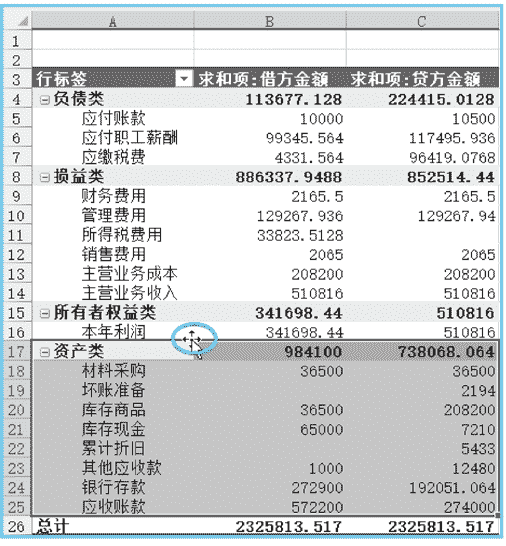 A B C
1
2
3 行标签 求和项:借方金额 求和项:贷方金额
4 负债类 113677.128 224415.0128
5 应付账款 10000 10500
6 应付职工薪酬 99345.564 117495.936
7 应缴税费 4331.564 96419.0768
8 损益类 886337.9488 852514.44
9 财务费用 2165.5 2165.5
10 管理费用 129267.936 129267.94
11 所得税费用 33823.5128
12 销售费用 2065 2065
13 主营业务成本 208200 208200
14 主营业务收入 510816 510816
15 所有者权益类 341698.44 510816
16 本年利润 341698.44 510816
17 资产类 984100 738068.064
18 材料采购 36500 36500
19 坏账准备 2194
20 库存商品 36500 208200
21 库存现金 65000 7210
22 累计折旧 5433
23 其他应收款 1000 12480
24 银行存款 272900 192051.064
25 应收账款 572200 274000
26 总计 2325813.517 2325813.517